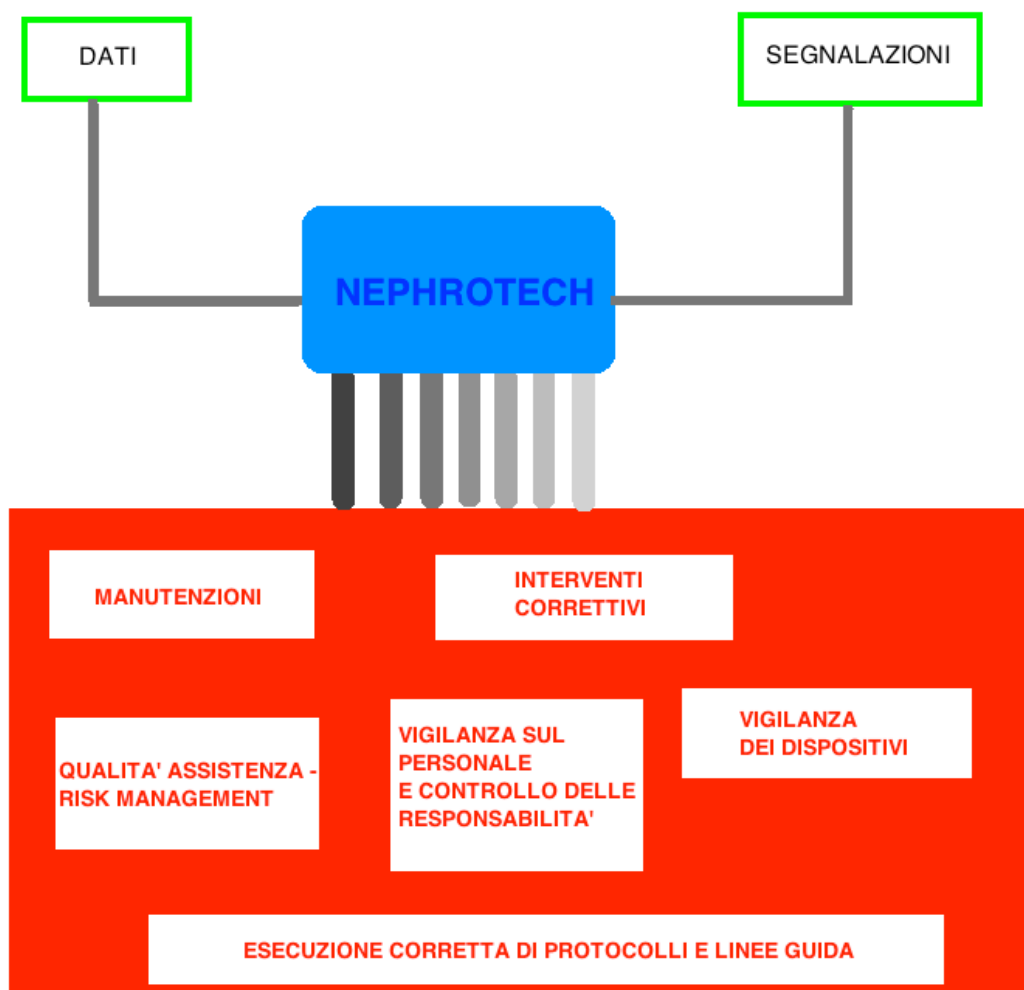 DATI
SEGNALAZIONI
NEPHROTECH
MANUTENZIONI
INTERVENTI
CORRETTIVI
QUALITA' ASSISTENZA -
RISK MANAGEMENT
VIGILANZA SUL
PERSONALE
E CONTROLLO DELLE
RESPONSABILITA'
VIGILANZA
DEI DISPOSITIVI
ESECUZIONE CORRETTA DI PROTOCOLLI E LINEE GUIDA